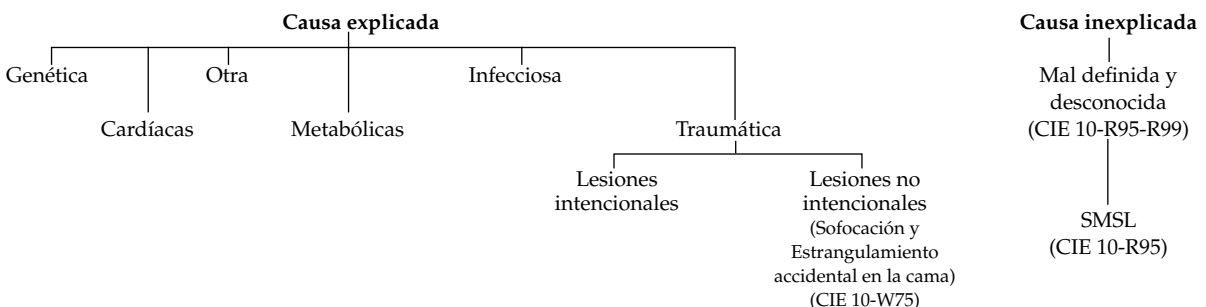 Causa explicada
Genética
Otra
Infecciosa
Cardíacas
Metabólicas
Traumática
Lesiones
intencionales
Lesiones no
intencionales
(Sofocación y
Estrangulamiento
accidental en la cama)
(CIE 10-W75)
Causa inexplicada
Mal definida y
desconocida
(CIE 10-R95-R99)
SMSL
(CIE 10-R95)